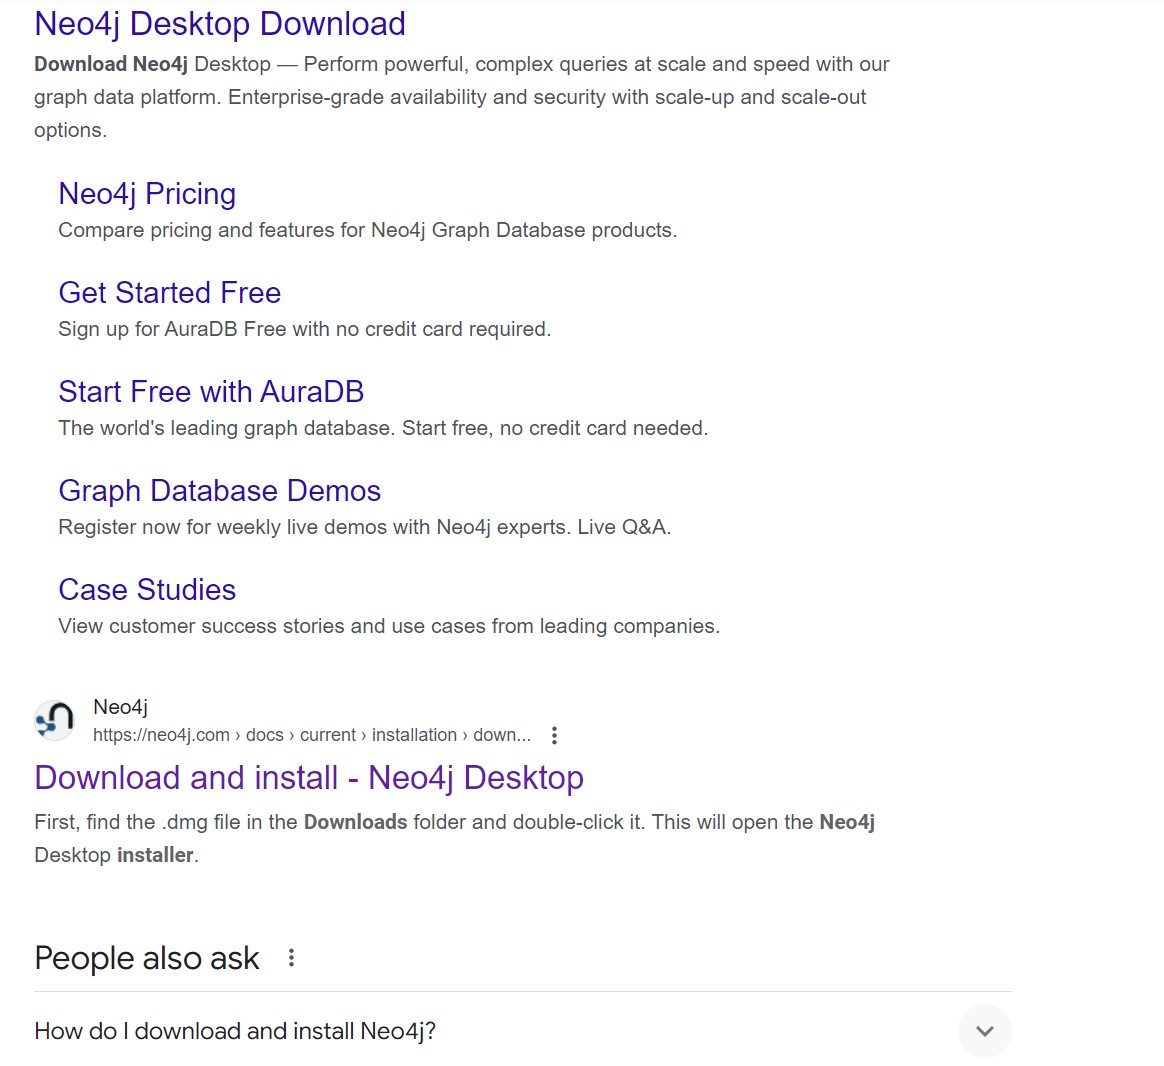 Neo4j Desktop Download
Download Neo4j Desktop — Perform powerful, complex queries at scale and speed with our
graph data platform. Enterprise-grade availability and security with scale-up and scale-out
options.
Neo4j Pricing
Compare pricing and features for Neo4j Graph Database products.
Get Started Free
Sign up for AuraDB Free with no credit card required.
Start Free with AuraDB
The world's leading graph database. Start free, no credit card needed.
Graph Database Demos
Register now for weekly live demos with Neo4j experts. Live Q&A.
Case Studies
View customer success stories and use cases from leading companies.
Neo4j
https://neo4j.com › docs › current › installation › down...
Download and install - Neo4j Desktop
First, find the .dmg file in the Downloads folder and double-click it. This will open the Neo4j
Desktop installer.
People also ask
How do I download and install Neo4j?